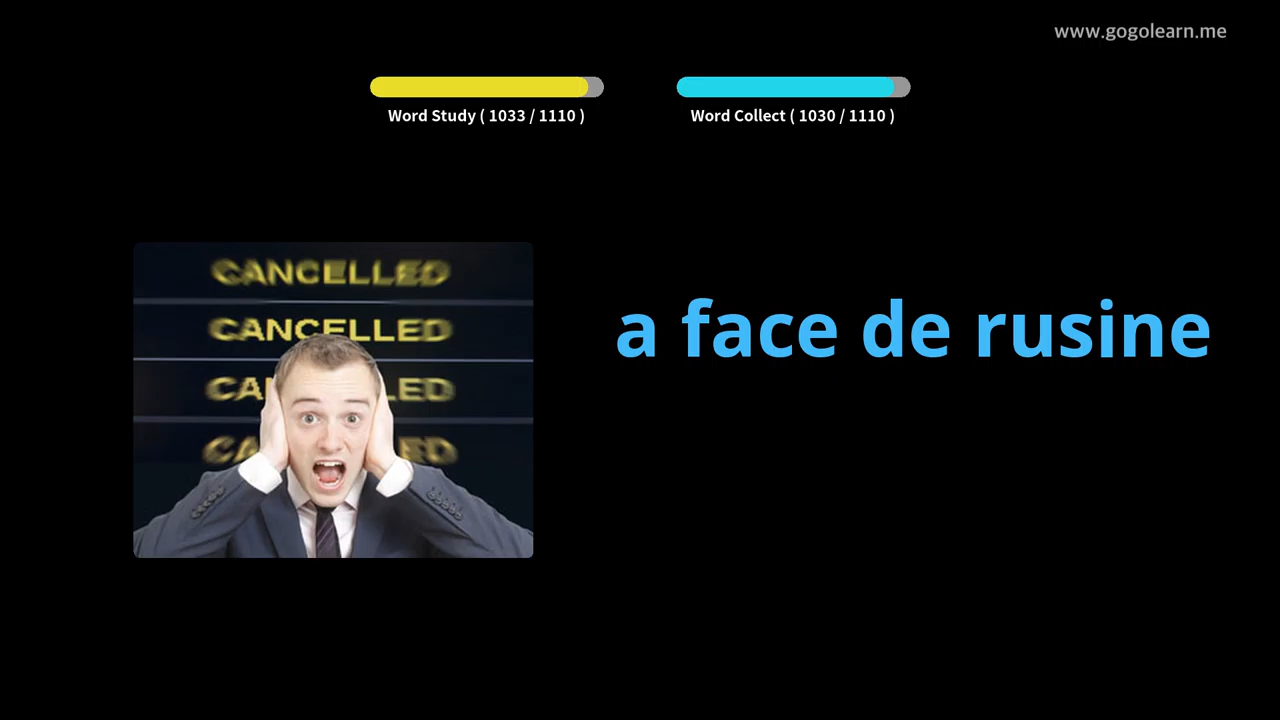 www.gogolearn.me
Word Study ( 1033 / 1110 )
Word Collect ( 1030 / 1110 )
CANCELLED
CANCELLED
a face de rusine